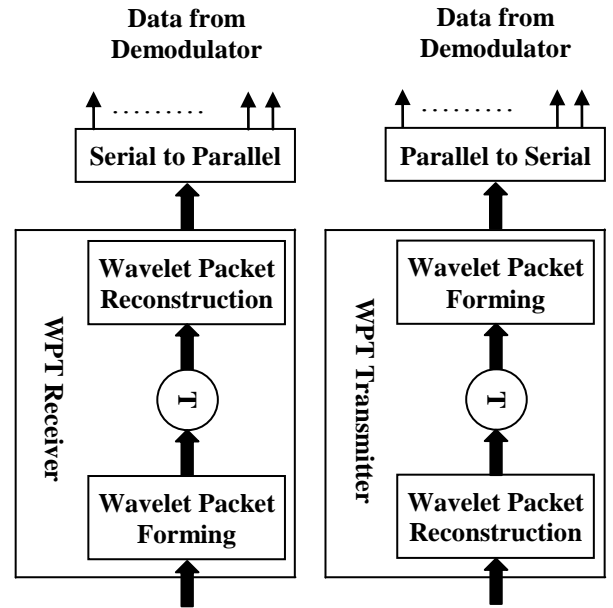 Data from
Demodulator
. . . . . . . . .
Serial to Parallel
Wavelet Packet
Reconstruction
WPT Receiver
T
Wavelet Packet
Forming
Data from
Demodulator
. . . . . . . . .
Parallel to Serial
Wavelet Packet
Forming
WPT Transmitter
T
Wavelet Packet
Reconstruction